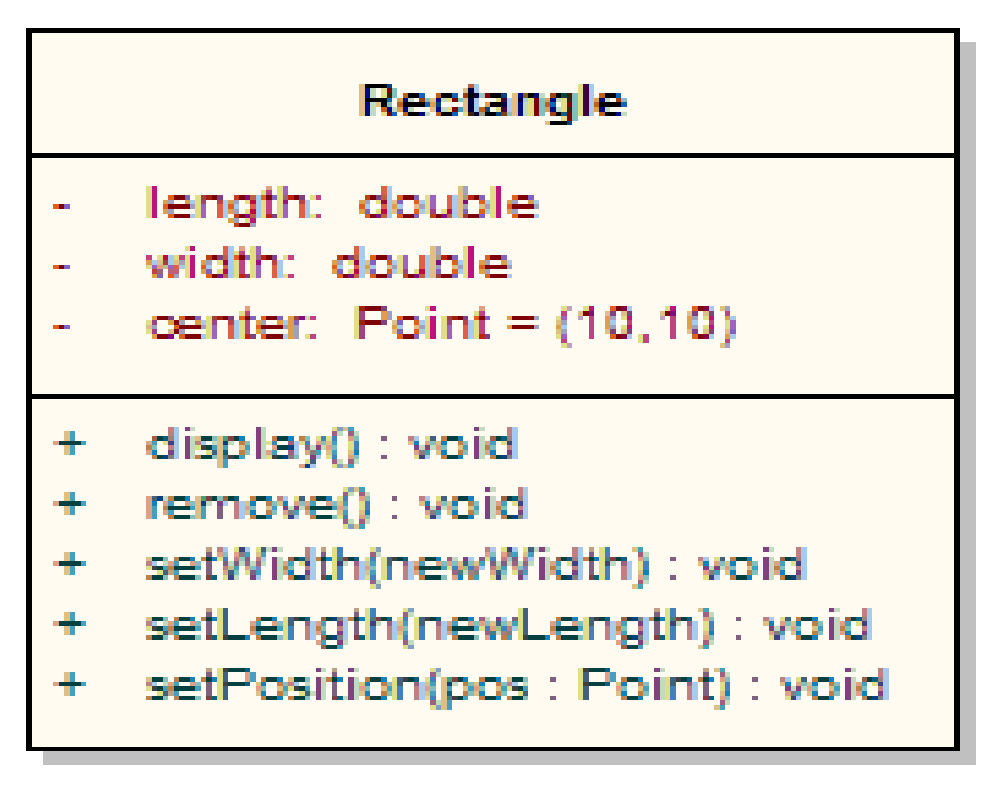 Rectangle
- length: double
- width: double
- center: Point = (10,10)
+ display() : void
+ remove() : void
+ setWidth(newWidth) : void
+ setLength(newLength) : void
+ setPosition(pos : Point) : void